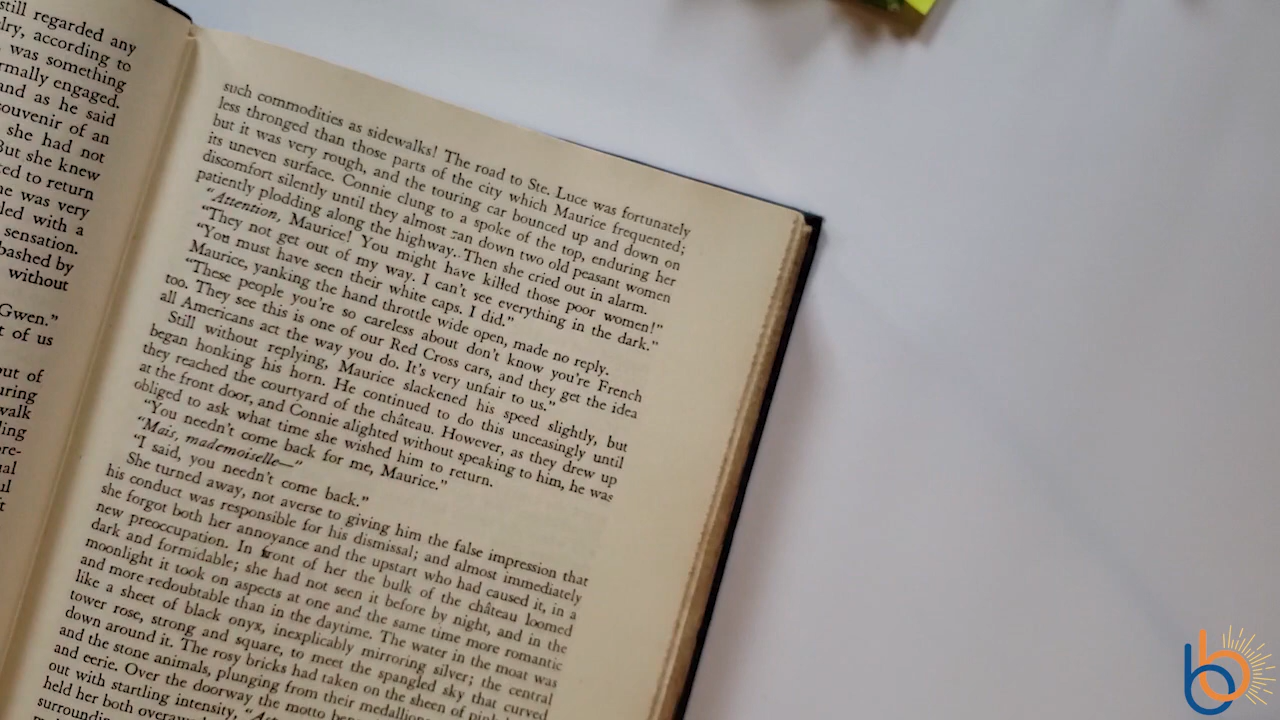 still regarded any
lry, according to
was something
rmally engaged.
and as he said
ouvenir of an
she had not
But she knew
ted to return
ne was very
led with a
sensation.
bashed by
without
Gwen."
t of us
out of
uring
walk
ling
ore-
ual
ul
such commodities as sidewalks! The road to Ste. Luce was fortunately
less thronged than those parts of the city which Maurice frequented;
but it was very rough, and the touring car bounced up and down on
its uneven surface. Connie clung to a spoke of the top, enduring her
discomfort silently until they almost ran down two old peasant women
patiently plodding along the highway. Then she cried out in alarm.
"Attention, Maurice! You might have killed those poor women!"
"They not get out of my way. I can't see everything in the dark."
"You must have seen their white caps. I did."
Maurice, yanking the hand throttle wide open, made no reply.
"These people you're so careless about don't know you're French
too. They see this is one of our Red Cross cars, and they get the idea
all Americans act the way you do. It's very unfair to us."
Still without replying, Maurice slackened his speed slightly, but
began honking his horn. He continued to do this unceasingly until
they reached the courtyard of the château. However, as they drew up
at the front door, and Connie alighted without speaking to him, he was
obliged to ask what time she wished him to return.
"You needn't come back for me, Maurice."
"Mais, mademoiselle—"
"I said, you needn't come back."
She turned away, not averse to giving him the false impression that
his conduct was responsible for his dismissal; and almost immediately
she forgot both her annoyance and the upstart who had caused it, in a
new preoccupation. In front of her the bulk of the château loomed
dark and formidable; she had not seen it before by night, and in the
moonlight it took on aspects at one and the same time more romantic
and more redoubtable than in the daytime. The water in the moat was
like a sheet of black onyx, inexplicably mirroring silver; the central
tower rose, strong and square, to meet the spangled sky that curved
down around it. The rosy bricks had taken on the sheen of
and the stone animals, plunging from their
and eerie. Over the doorway the motto
out with startling intensity,
held her both